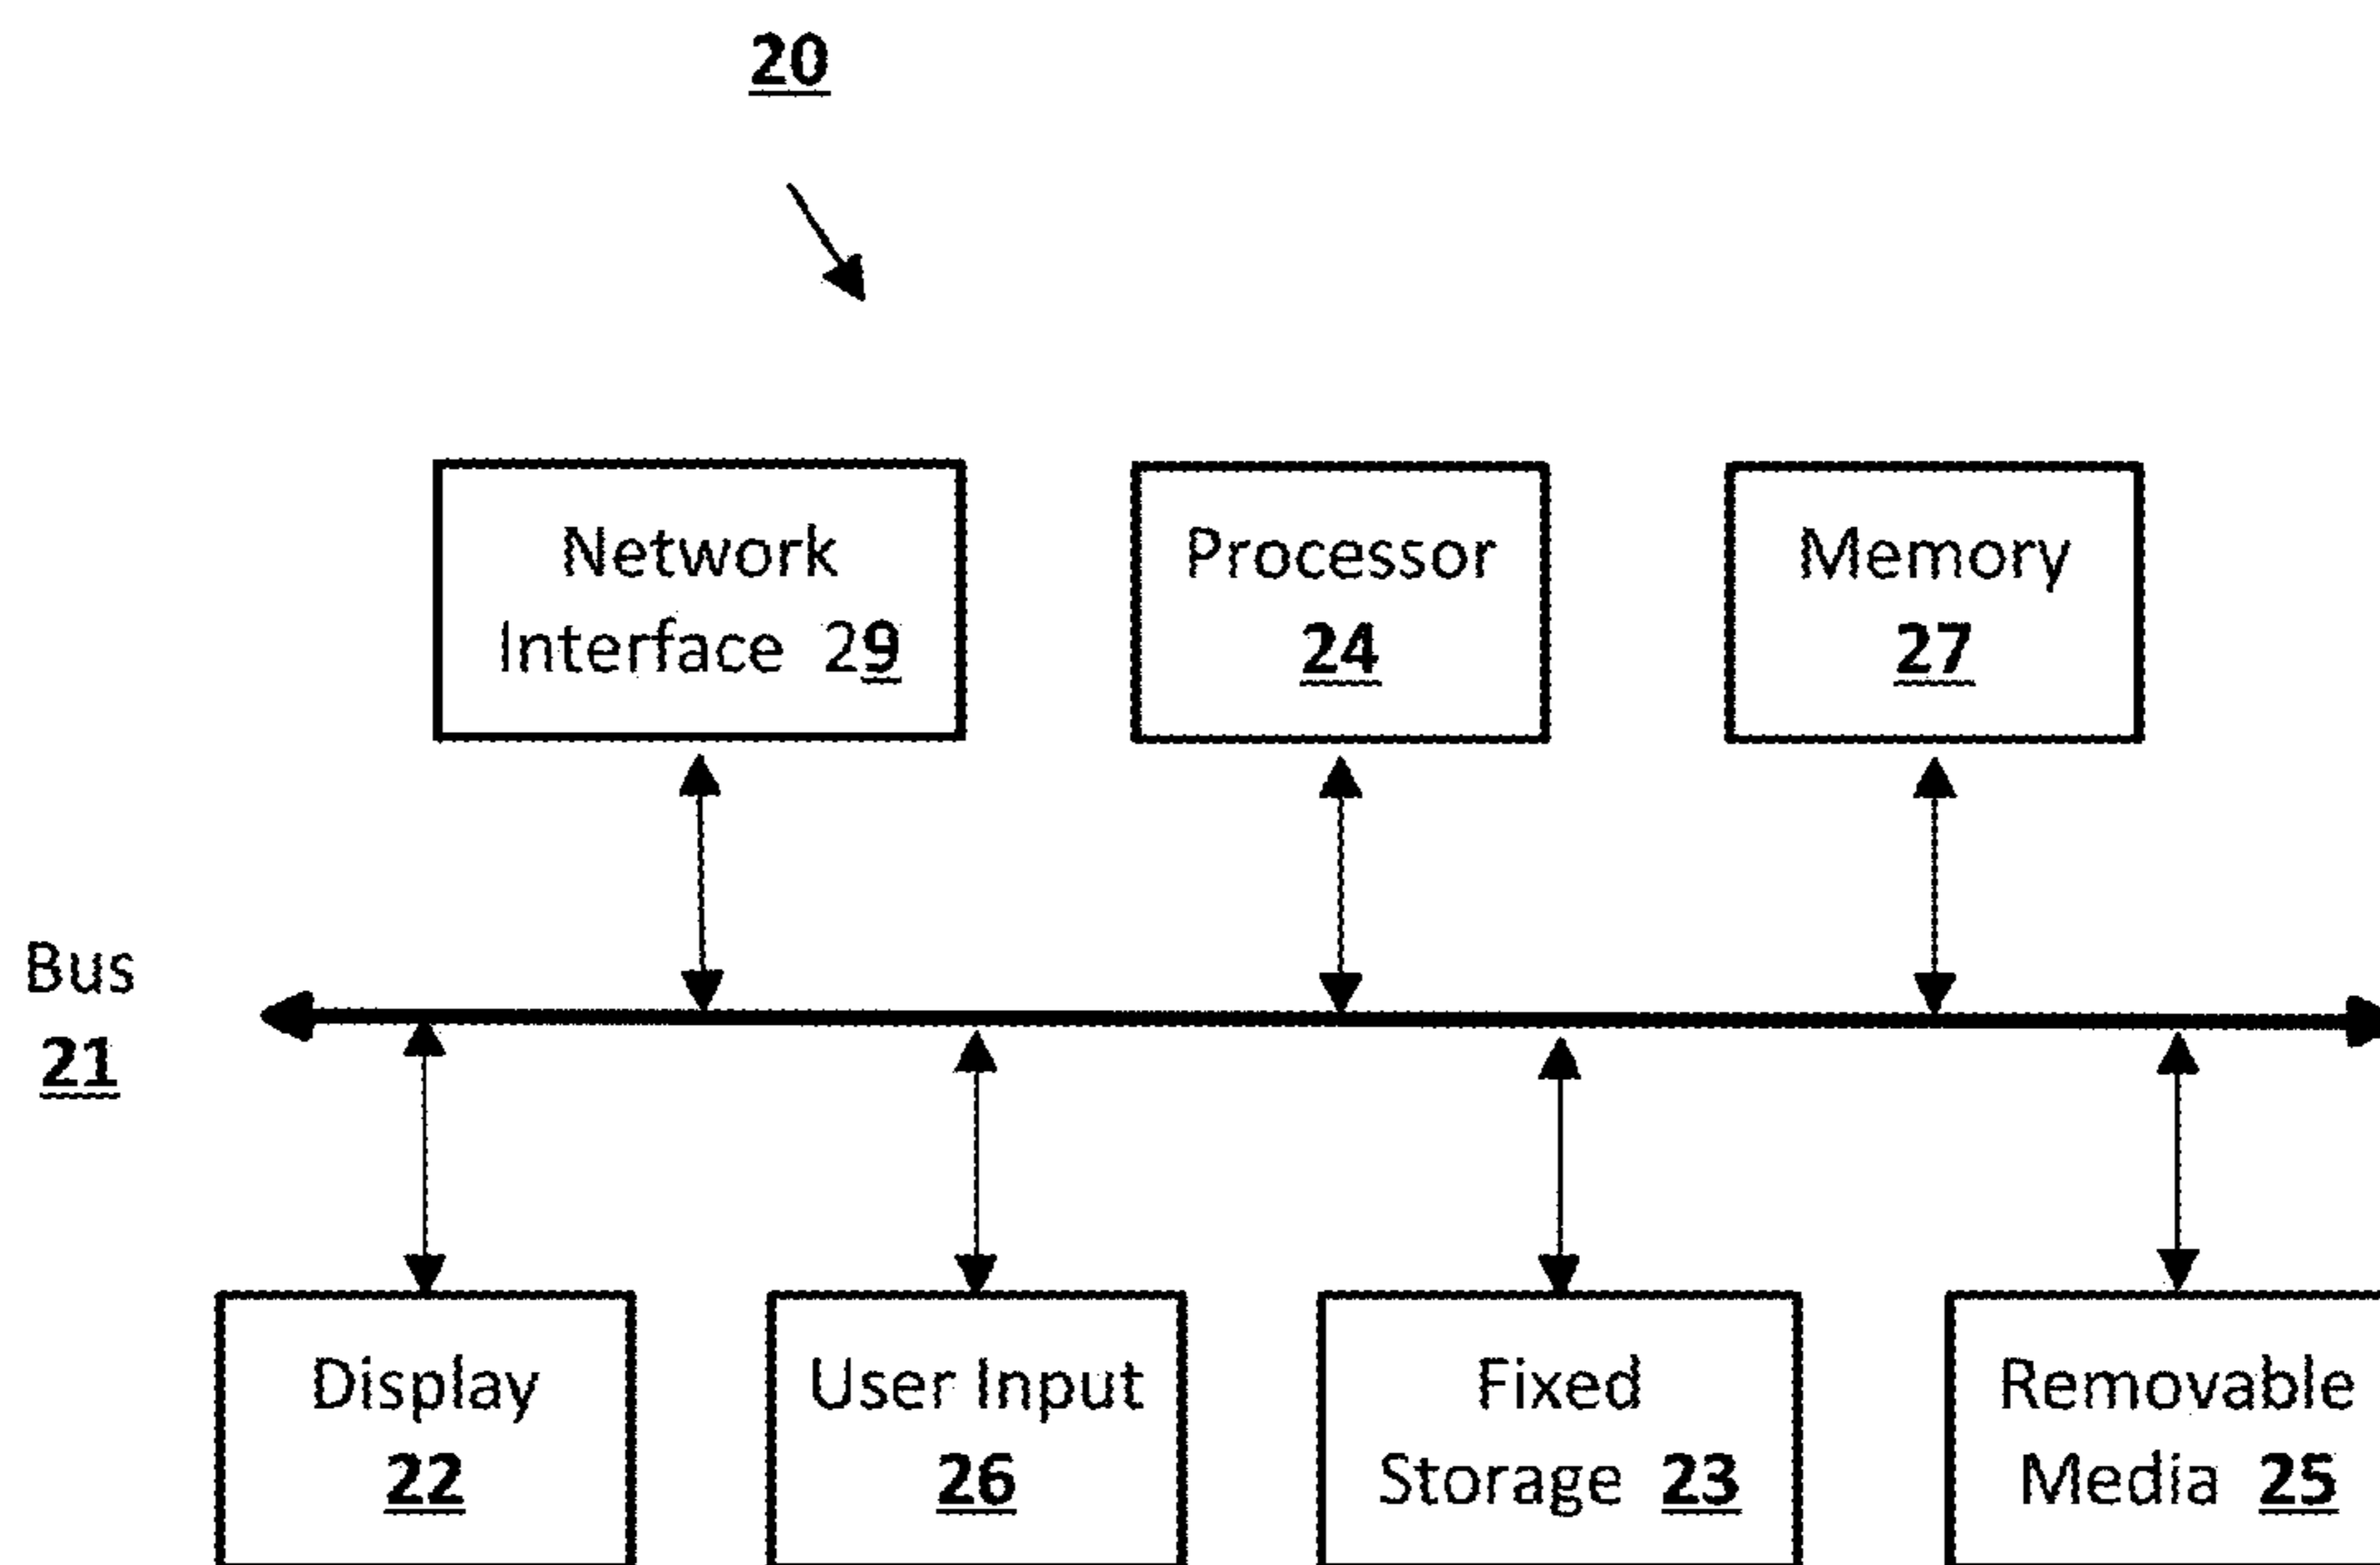 20
Network
Interface 29
Processor
24
Memory
27
Bus
21
Display
22
User Input
26
Fixed
Storage 23
Removable
Media 25